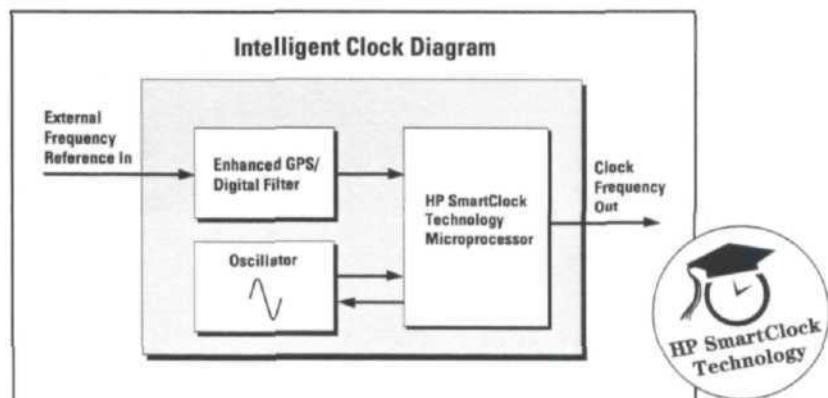 Intelligent Clock Diagram
External
Frequency
Reference In
Enhanced GPS/
Digital Filter
Oscillator
HP SmartClock
Technology
Microprocessor
Clock
Frequency
Out
HP SmartClock
Technology